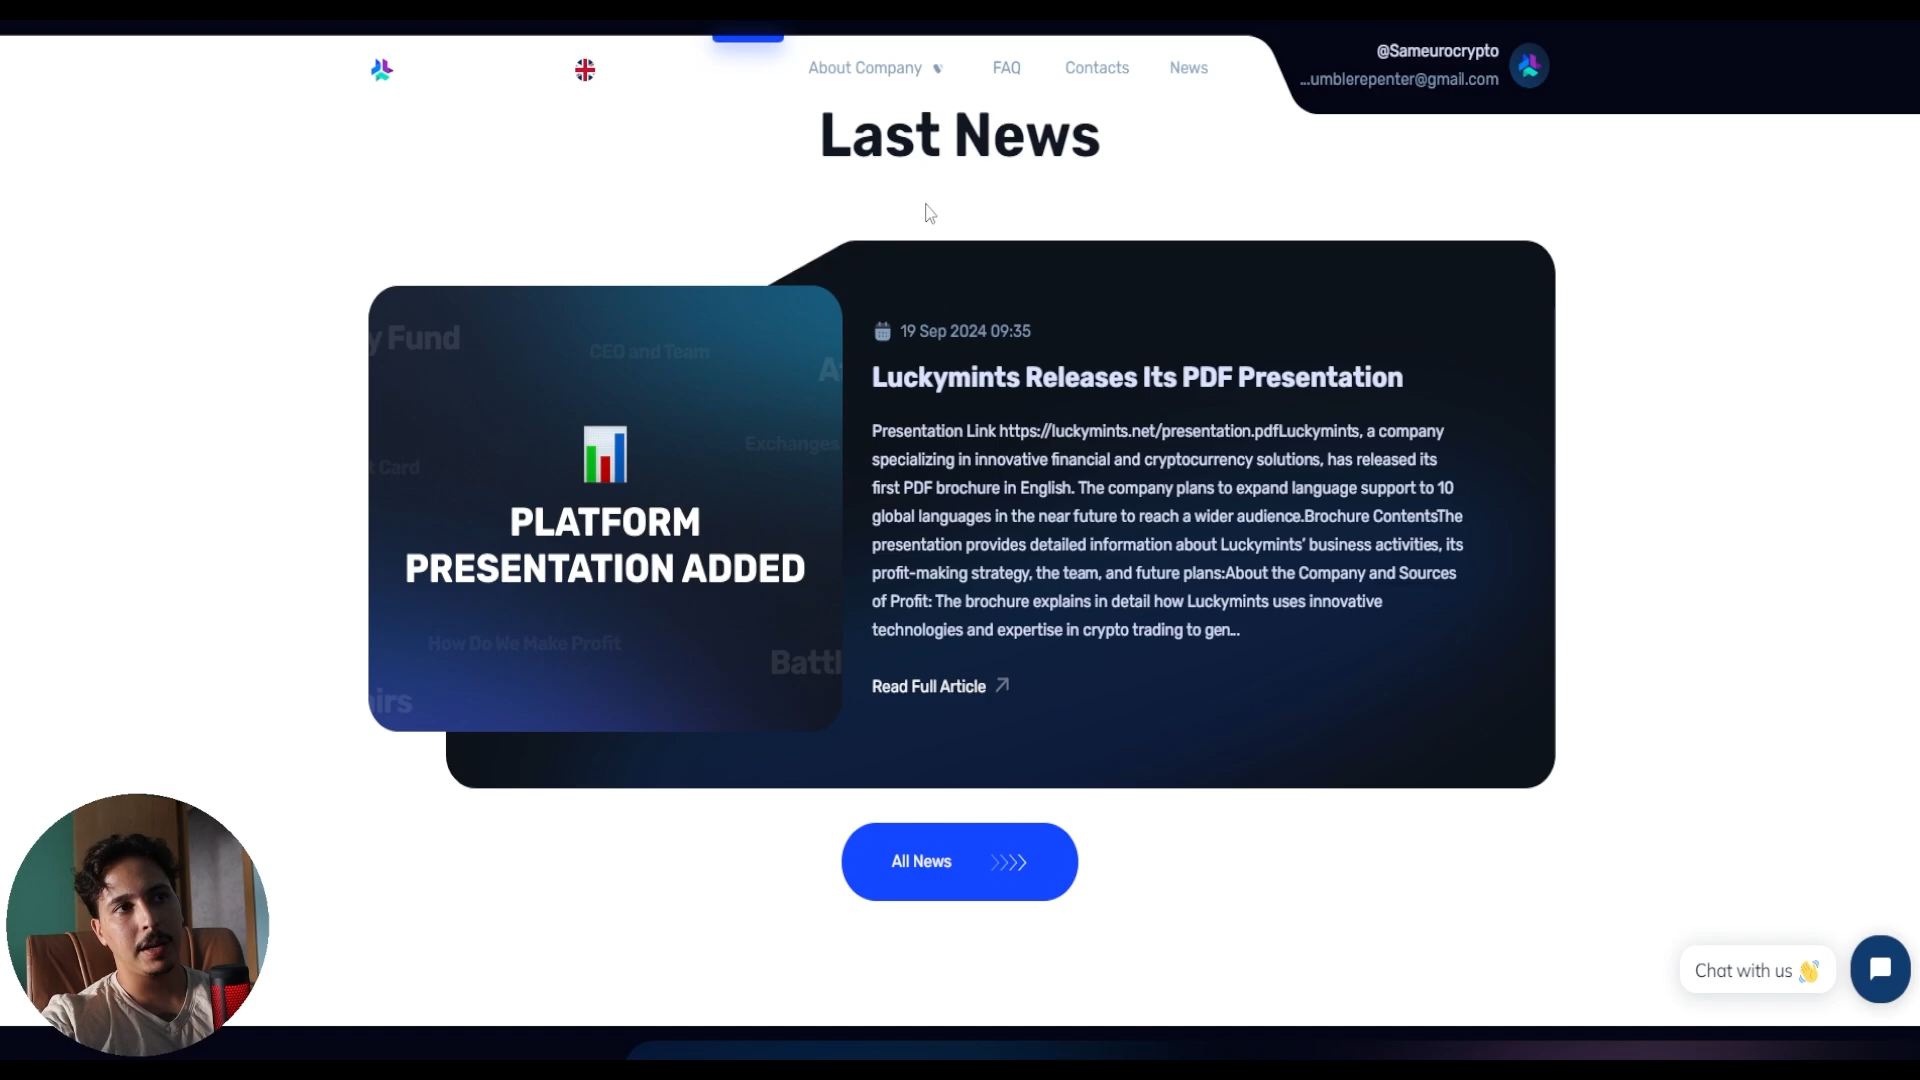 @Sameurocrypto
About Company FAQ Contacts News
...umblerepenter@gmail.com
Last News
19 Sep 2024 09:35
Luckymints Releases Its PDF Presentation
Presentation Link https://luckymints.net/presentation.pdfLuckymints, a company
specializing in innovative financial and cryptocurrency solutions, has released its
first PDF brochure in English. The company plans to expand language support to 10
global languages in the near future to reach a wider audience.Brochure ContentsThe
presentation provides detailed information about Luckymints' business activities, its
profit-making strategy, the team, and future plans:About the Company and Sources
of Profit: The brochure explains in detail how Luckymints uses innovative
technologies and expertise in crypto trading to gen...
Read Full Article
y Fund
CEO and Team
A
Exchanges
t Card
PLATFORM
PRESENTATION ADDED
How Do We Make Profit
Battl
irs
All News
Chat with us 👋